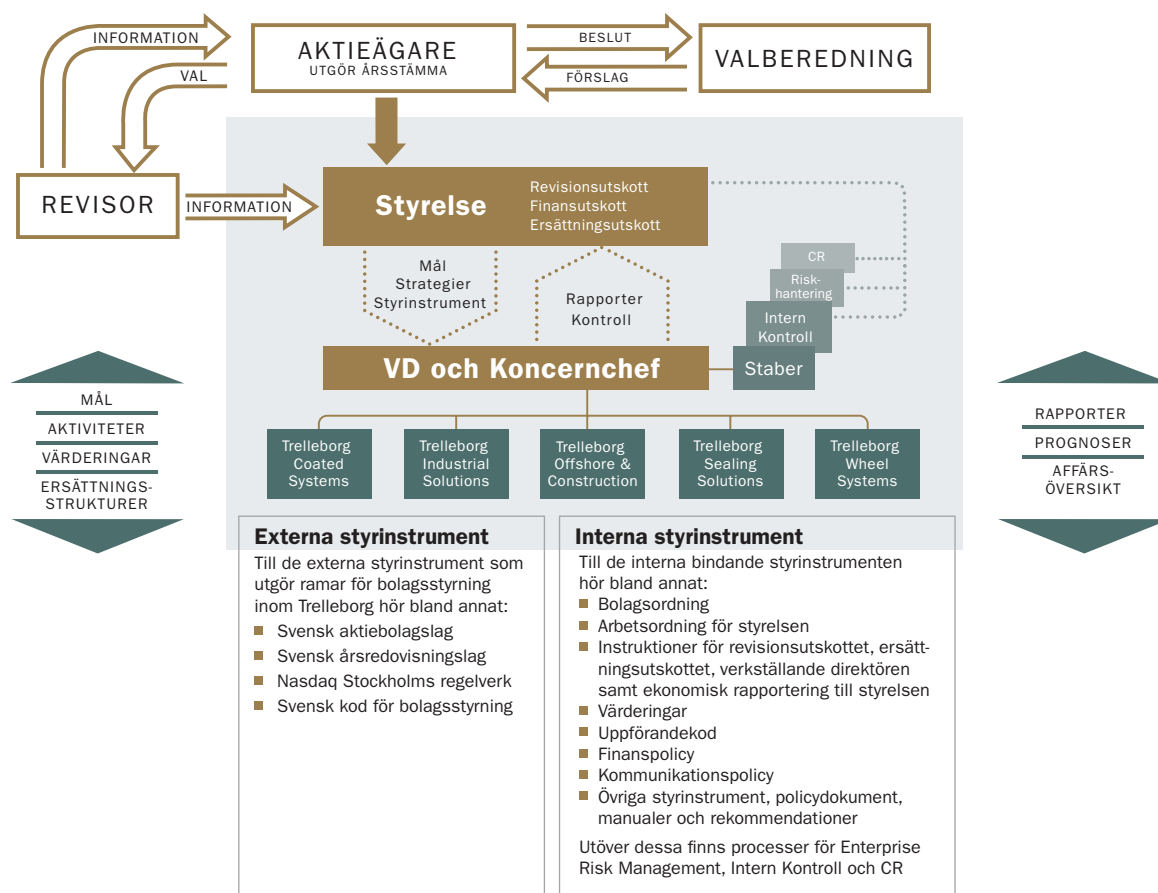 INFORMATION
VAL
AKTIEÄGARE
UTGÖR ÅRSSTÄMMA
BESLUT
FÖRSLAG
VALBEREDNING
REVISOR
INFORMATION
Styrelse
Revisionsutskott
Finansutskott
Ersättningsutskott
Mål
Strategier
Styrinstrument
Rapporter
Kontroll
CR
Risk-
hantering
Intern
Kontroll
Staber
VD och Koncernchef
MÅL
AKTIVITETER
VÄRDERINGAR
ERSÄTTNINGS-
STRUKTURER
Trelleborg
Coated
Systems
Trelleborg
Industrial
Solutions
Trelleborg
Offshore &
Construction
Trelleborg
Sealing
Solutions
Trelleborg
Wheel
Systems
RAPPORTER
PROGNOSER
AFFÄRS-
ÖVERSIKT
Externa styrinstrument
Till de externa styrinstrument som
utgör ramar för bolagsstyrning
inom Trelleborg hör bland annat:
Svensk aktiebolagslag
Svensk årsredovisningslag
Nasdaq Stockholms regelverk
Svensk kod för bolagsstyrning
Interna styrinstrument
Till de interna bindande styrinstrumenten
hör bland annat:
Bolagsordning
Arbetsordning för styrelsen
Instruktioner för revisionsutskottet, ersätt-
ningsutskottet, verkställande direktören
samt ekonomisk rapportering till styrelsen
Värderingar
Uppförandekod
Finanspolicy
Kommunikationspolicy
Övriga styrinstrument, policydokument,
manualer och rekommendationer
Utöver dessa finns processer för Enterprise
Risk Management, Intern Kontroll och CR